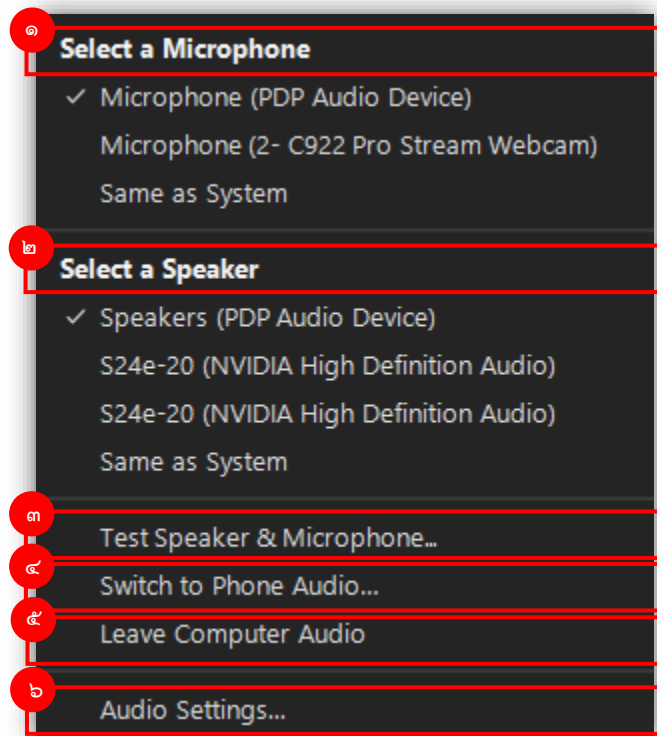 ๑
Select a Microphone
✓ Microphone (PDP Audio Device)
Microphone (2- C922 Pro Stream Webcam)
Same as System
๒
Select a Speaker
✓ Speakers (PDP Audio Device)
S24e-20 (NVIDIA High Definition Audio)
S24e-20 (NVIDIA High Definition Audio)
Same as System
๓
Test Speaker & Microphone...
๔
Switch to Phone Audio...
๕
Leave Computer Audio
๖
Audio Settings...